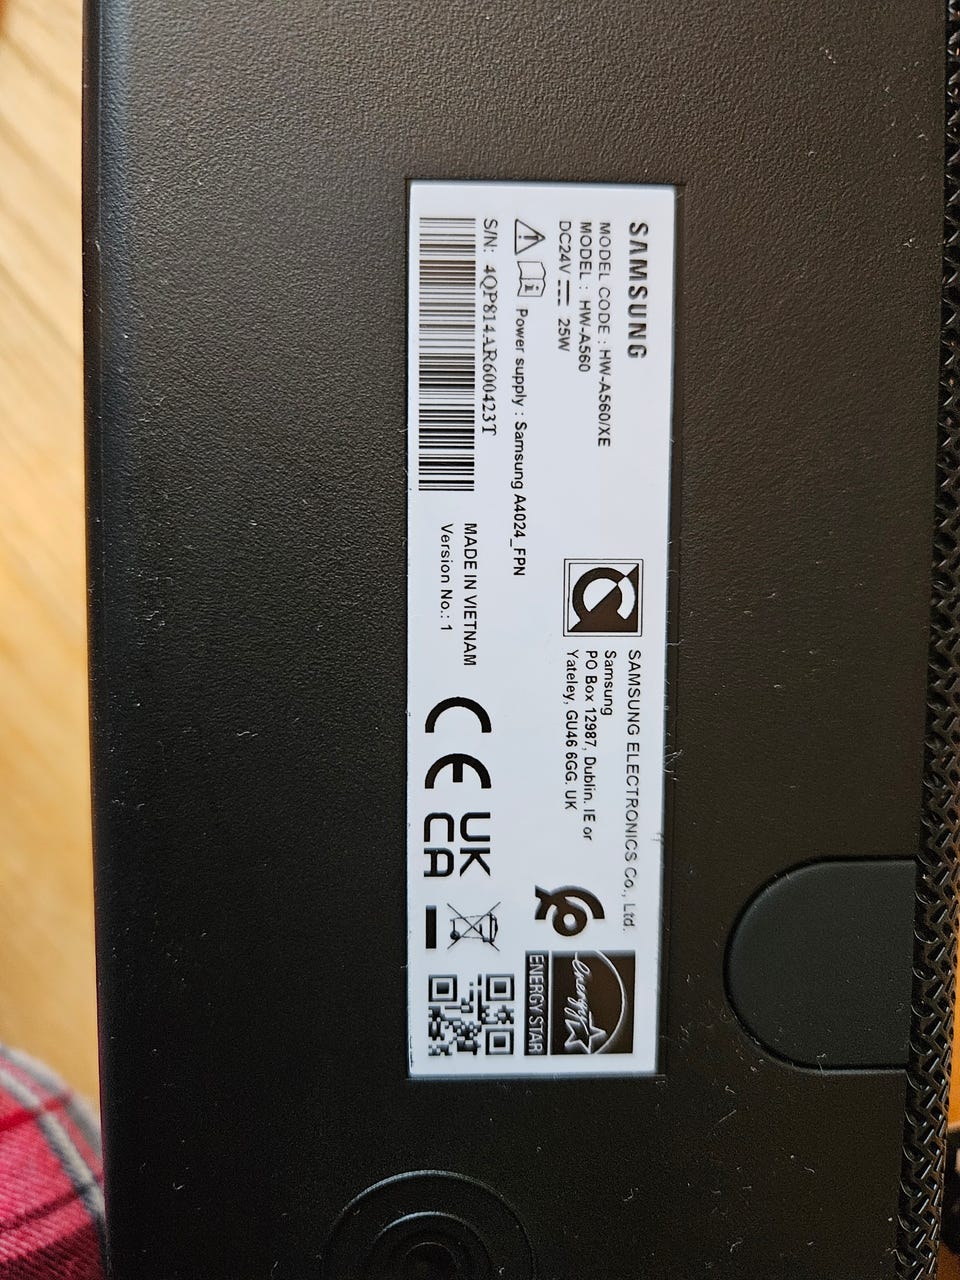 SAMSUNG
MODEL CODE : HW-A560/XE
MODEL : HW-A560
DC24V ⎓ 25W
Power supply : Samsung A4024_FPN
S/N: 4QP814AR600423T
SAMSUNG ELECTRONICS Co., Ltd.
Samsung
PO Box 12987, Dublin. IE or
Yateley, GU46 6GG. UK
MADE IN VIETNAM
Version No.: 1
CE
UK
CA
energy
ENERGY STAR